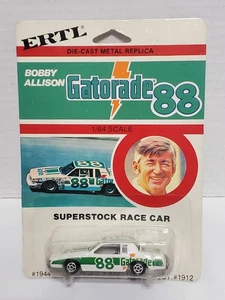 ERTL
DIE-CAST METAL REPLICA
BOBBY
ALLISON
Gatorade 88
1/64 SCALE
88
SUPERSTOCK RACE CAR
88
#1944
#1912